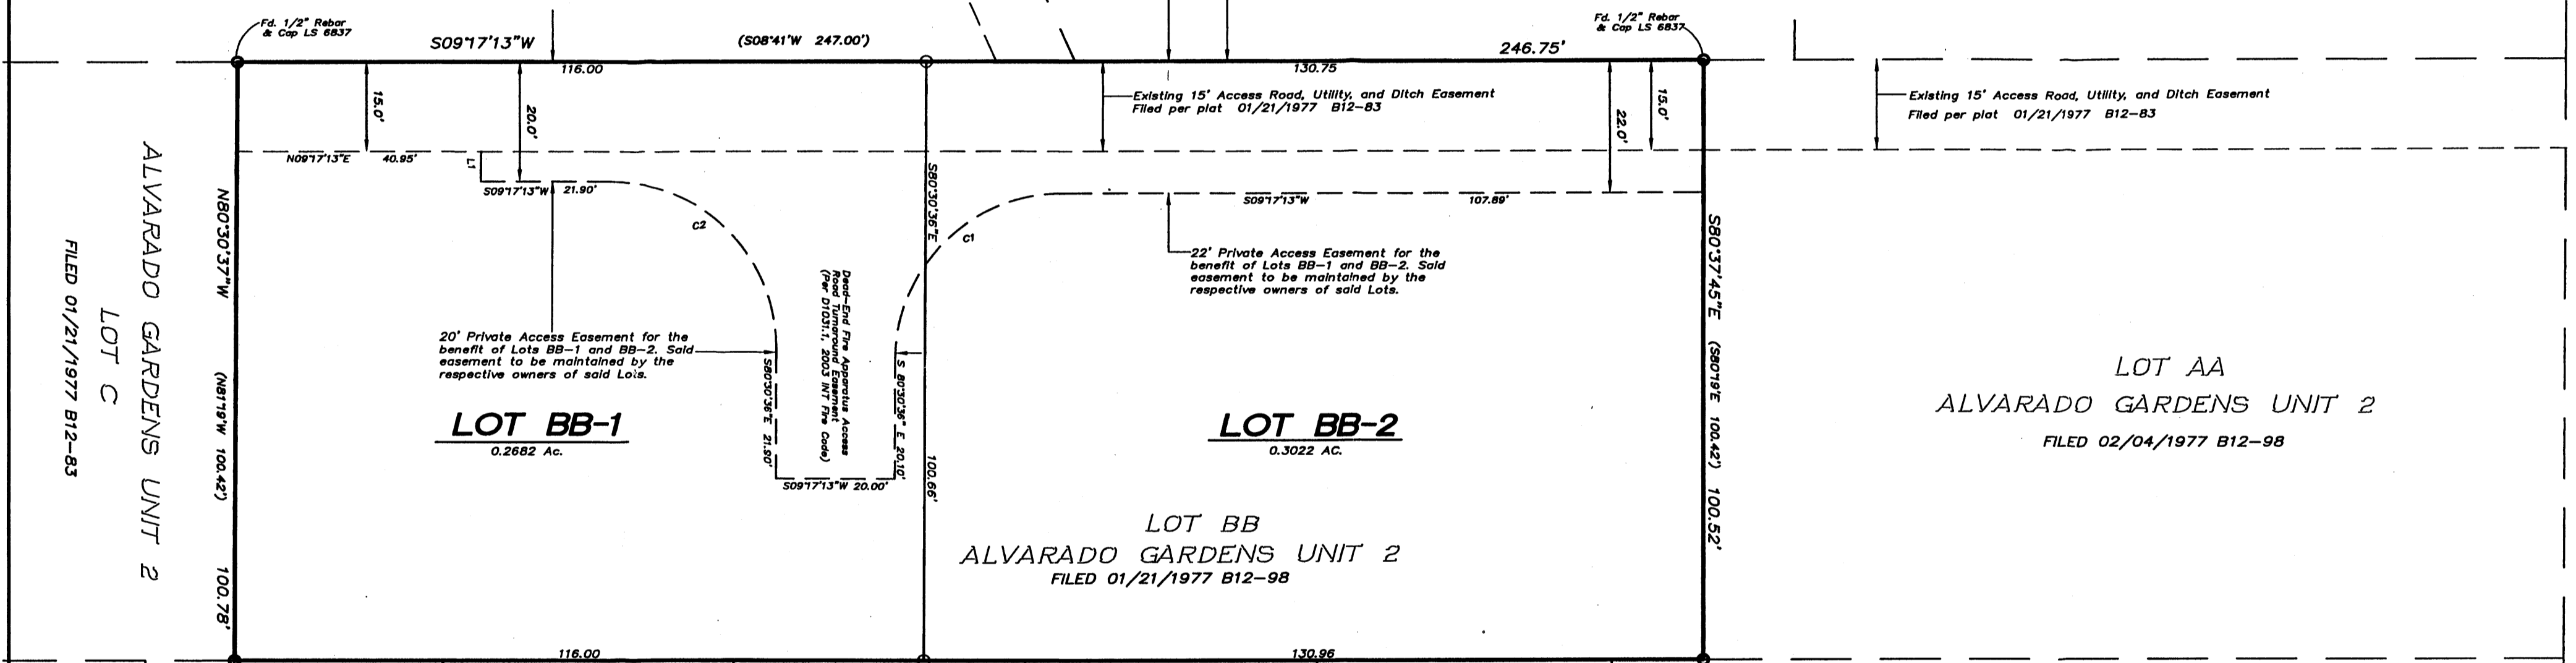 Fd. 1/2" Rebar
& Cap LS 6837
S09°17'13"W
(S08°41'W 247.00')
246.75'
Fd. 1/2" Rebar
& Cap LS 6837
116.00
130.75
15.0'
20.0'
Existing 15' Access Road, Utility, and Ditch Easement
Filed per plat 01/21/1977 B12-83
22.0'
15.0'
Existing 15' Access Road, Utility, and Ditch Easement
Filed per plat 01/21/1977 B12-83
N09°17'13"E 40.95'
L1
S09°17'13"W 21.90'
C2
S80°30'36"E
100.66'
C1
S09°17'13"W 107.89'
22' Private Access Easement for the
benefit of Lots BB-1 and BB-2. Said
easement to be maintained by the
respective owners of said Lots.
20' Private Access Easement for the
benefit of Lots BB-1 and BB-2. Said
easement to be maintained by the
respective owners of said Lots.
Dead-End Fire Apparatus Access
Road Turnaround Easement
(Per D1031.1, 2003 INT Fire Code)
S80°30'36"E 21.90'
S 80°30'36" E 20.10'
S09°17'13"W 20.00'
ALVARADO GARDENS UNIT 2
LOT C
FILED 01/21/1977 B12-83
N80°30'37"W (N81°19'W 100.42') 100.78'
LOT BB-1
0.2682 Ac.
LOT BB-2
0.3022 AC.
LOT BB
ALVARADO GARDENS UNIT 2
FILED 01/21/1977 B12-98
S80°37'45"E (S80°19'E 100.42') 100.52'
LOT AA
ALVARADO GARDENS UNIT 2
FILED 02/04/1977 B12-98
116.00
130.96